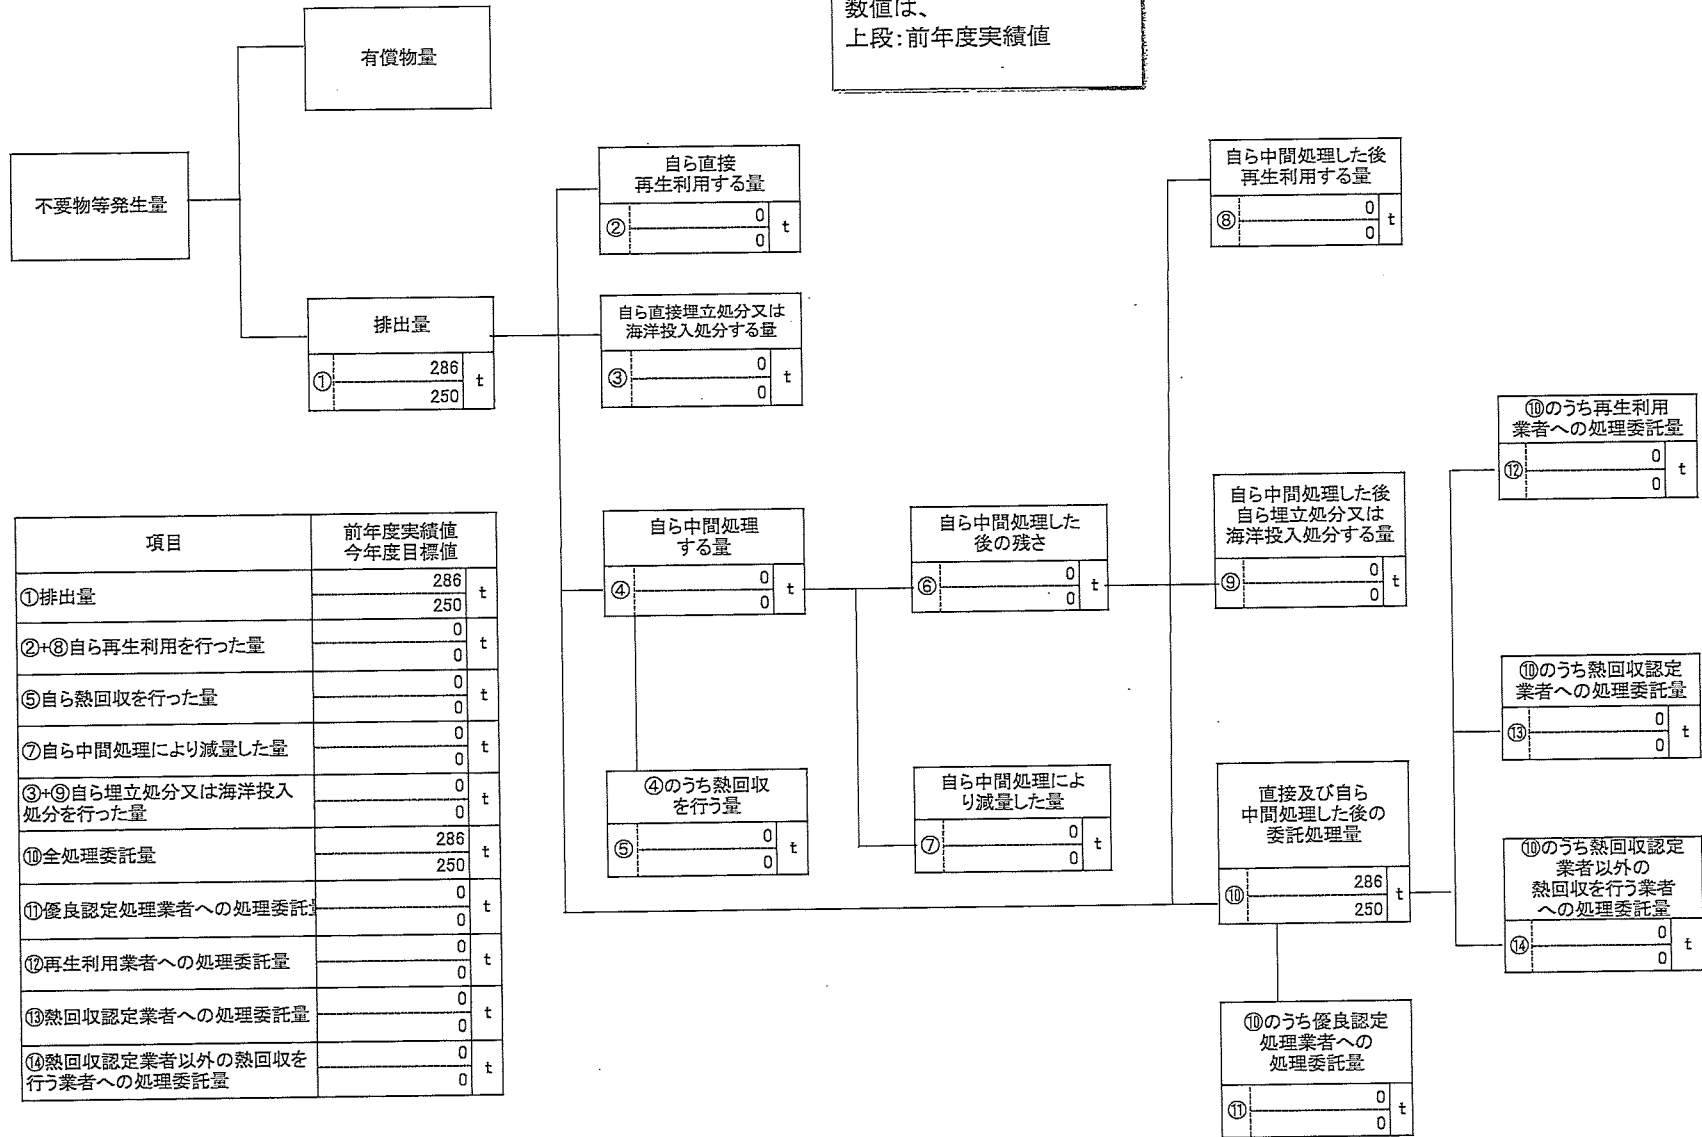 数値は、
上段：前年度実績値
有償物量
不要物等発生量
排出量
①
286
250
t
自ら直接
再生利用する量
②
0
0
t
自ら直接埋立処分又は
海洋投入処分する量
③
0
0
t
自ら中間処理
する量
④
0
0
t
④のうち熱回収
を行う量
⑤
0
0
t
自ら中間処理した
後の残さ
⑥
0
0
t
自ら中間処理によ
り減量した量
⑦
0
0
t
自ら中間処理した後
再生利用する量
⑧
0
0
t
自ら中間処理した後
自ら埋立処分又は
海洋投入処分する量
⑨
0
0
t
直接及び自ら
中間処理した後の
委託処理量
⑩
286
250
t
⑩のうち優良認定
処理業者への
処理委託量
⑪
0
0
t
⑩のうち再生利用
業者への処理委託量
⑫
0
0
t
⑩のうち熱回収認定
業者への処理委託量
⑬
0
0
t
⑩のうち熱回収認定
業者以外の
熱回収を行う業者
への処理委託量
⑭
0
0
t
項目
前年度実績値
今年度目標値
①排出量
286
250
t
②+⑧自ら再生利用を行った量
0
0
t
⑤自ら熱回収を行った量
0
0
t
⑦自ら中間処理により減量した量
0
0
t
③+⑨自ら埋立処分又は海洋投入
処分を行った量
0
0
t
⑩全処理委託量
286
250
t
⑪優良認定処理業者への処理委託
0
0
t
⑫再生利用業者への処理委託量
0
0
t
⑬熱回収認定業者への処理委託量
0
0
t
⑭熱回収認定業者以外の熱回収を
行う業者への処理委託量
0
0
t